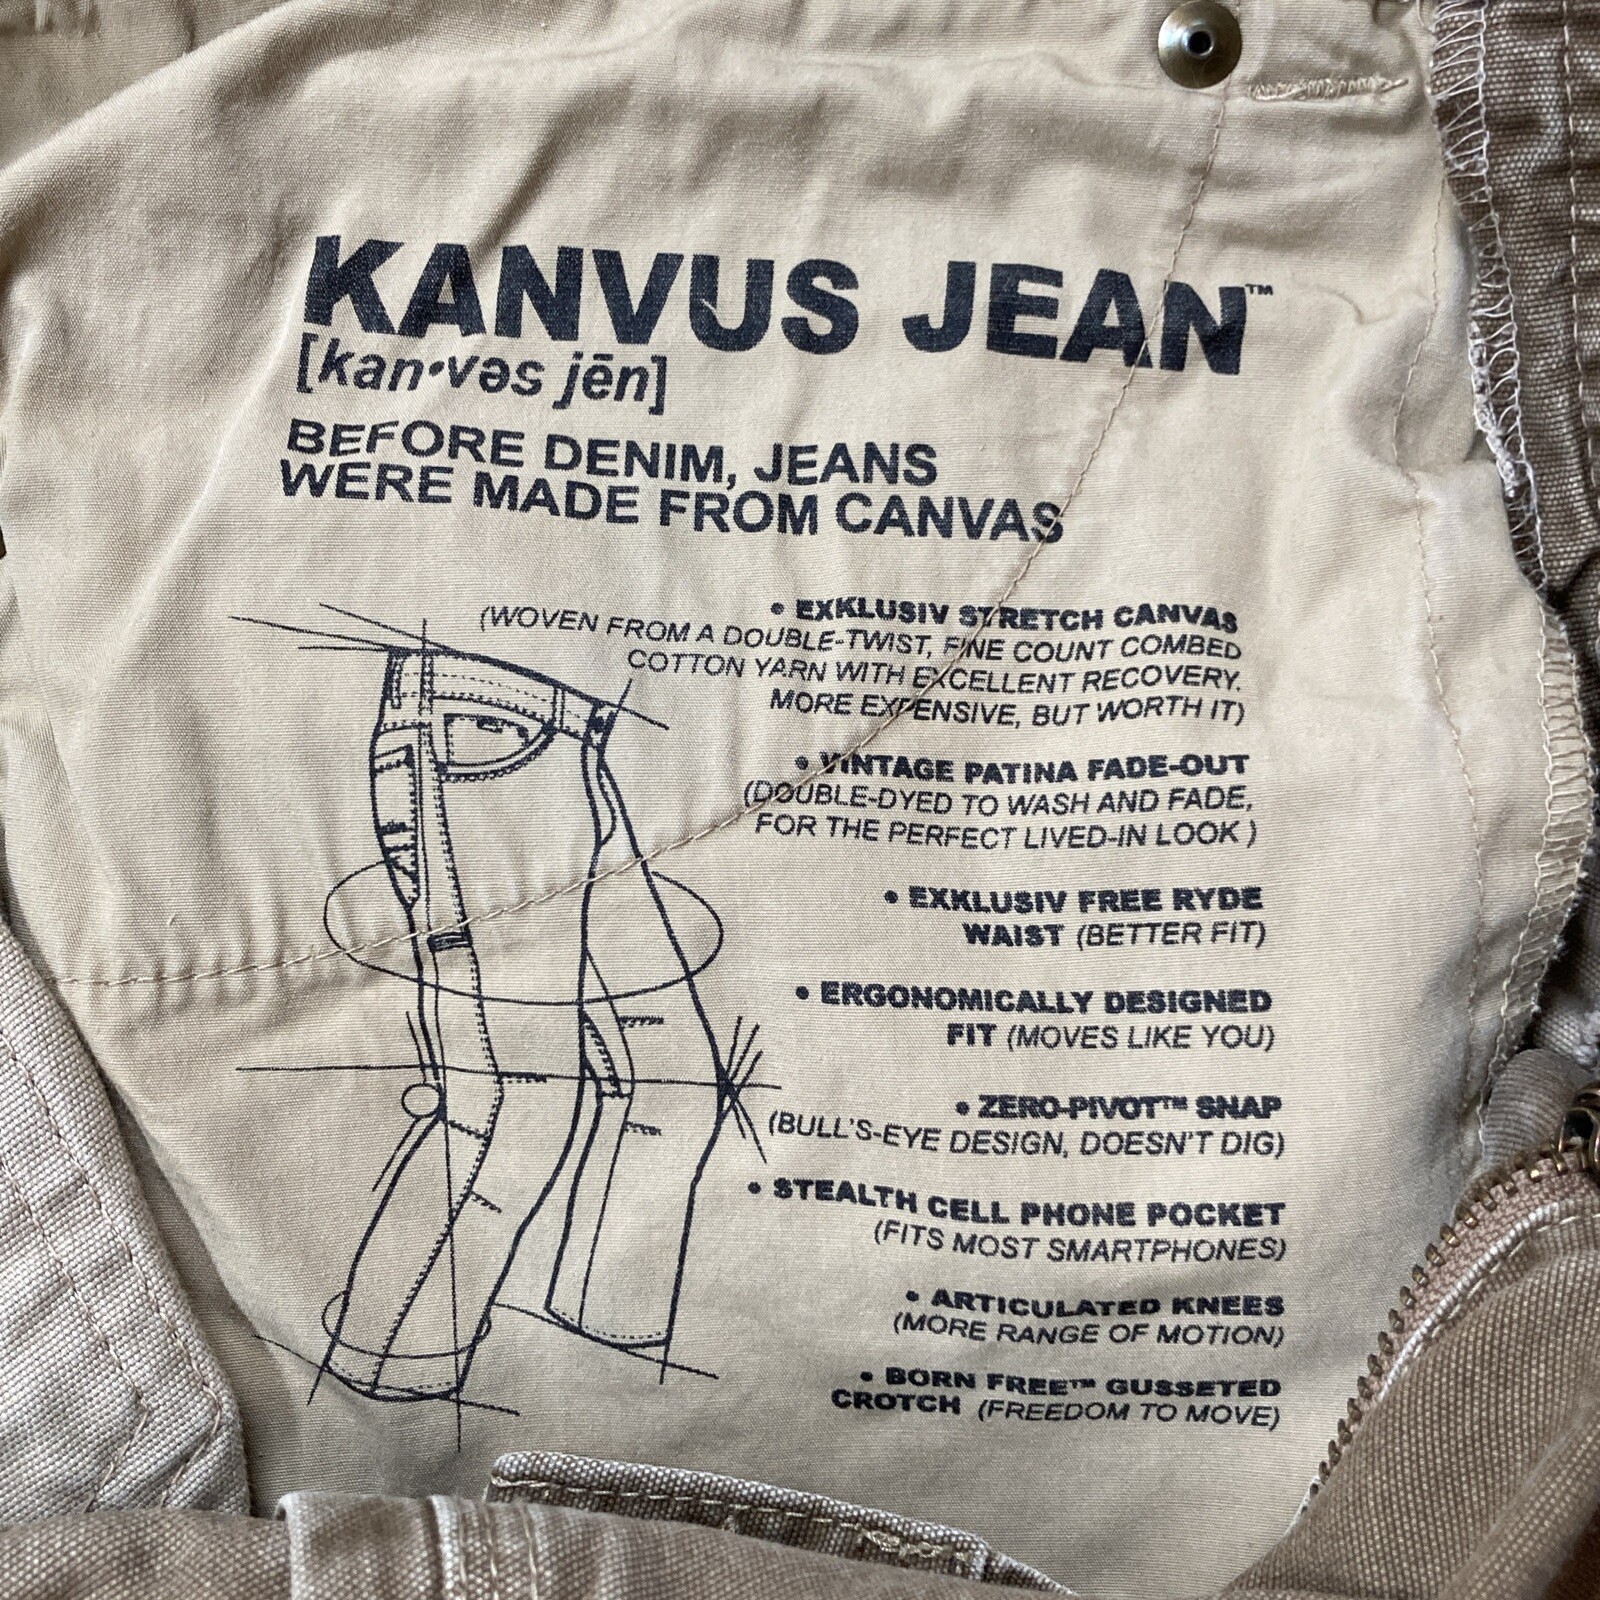 KANVUS JEAN™
[kan•vəs jēn]
BEFORE DENIM, JEANS
WERE MADE FROM CANVAS
• EXKLUSIV STRETCH CANVAS
(WOVEN FROM A DOUBLE-TWIST, FINE COUNT COMBED
COTTON YARN WITH EXCELLENT RECOVERY.
MORE EXPENSIVE, BUT WORTH IT)
• VINTAGE PATINA FADE-OUT
(DOUBLE-DYED TO WASH AND FADE,
FOR THE PERFECT LIVED-IN LOOK )
• EXKLUSIV FREE RYDE
WAIST (BETTER FIT)
• ERGONOMICALLY DESIGNED
FIT (MOVES LIKE YOU)
• ZERO-PIVOT™ SNAP
(BULL'S-EYE DESIGN, DOESN'T DIG)
• STEALTH CELL PHONE POCKET
(FITS MOST SMARTPHONES)
• ARTICULATED KNEES
(MORE RANGE OF MOTION)
• BORN FREE™ GUSSETED
CROTCH (FREEDOM TO MOVE)